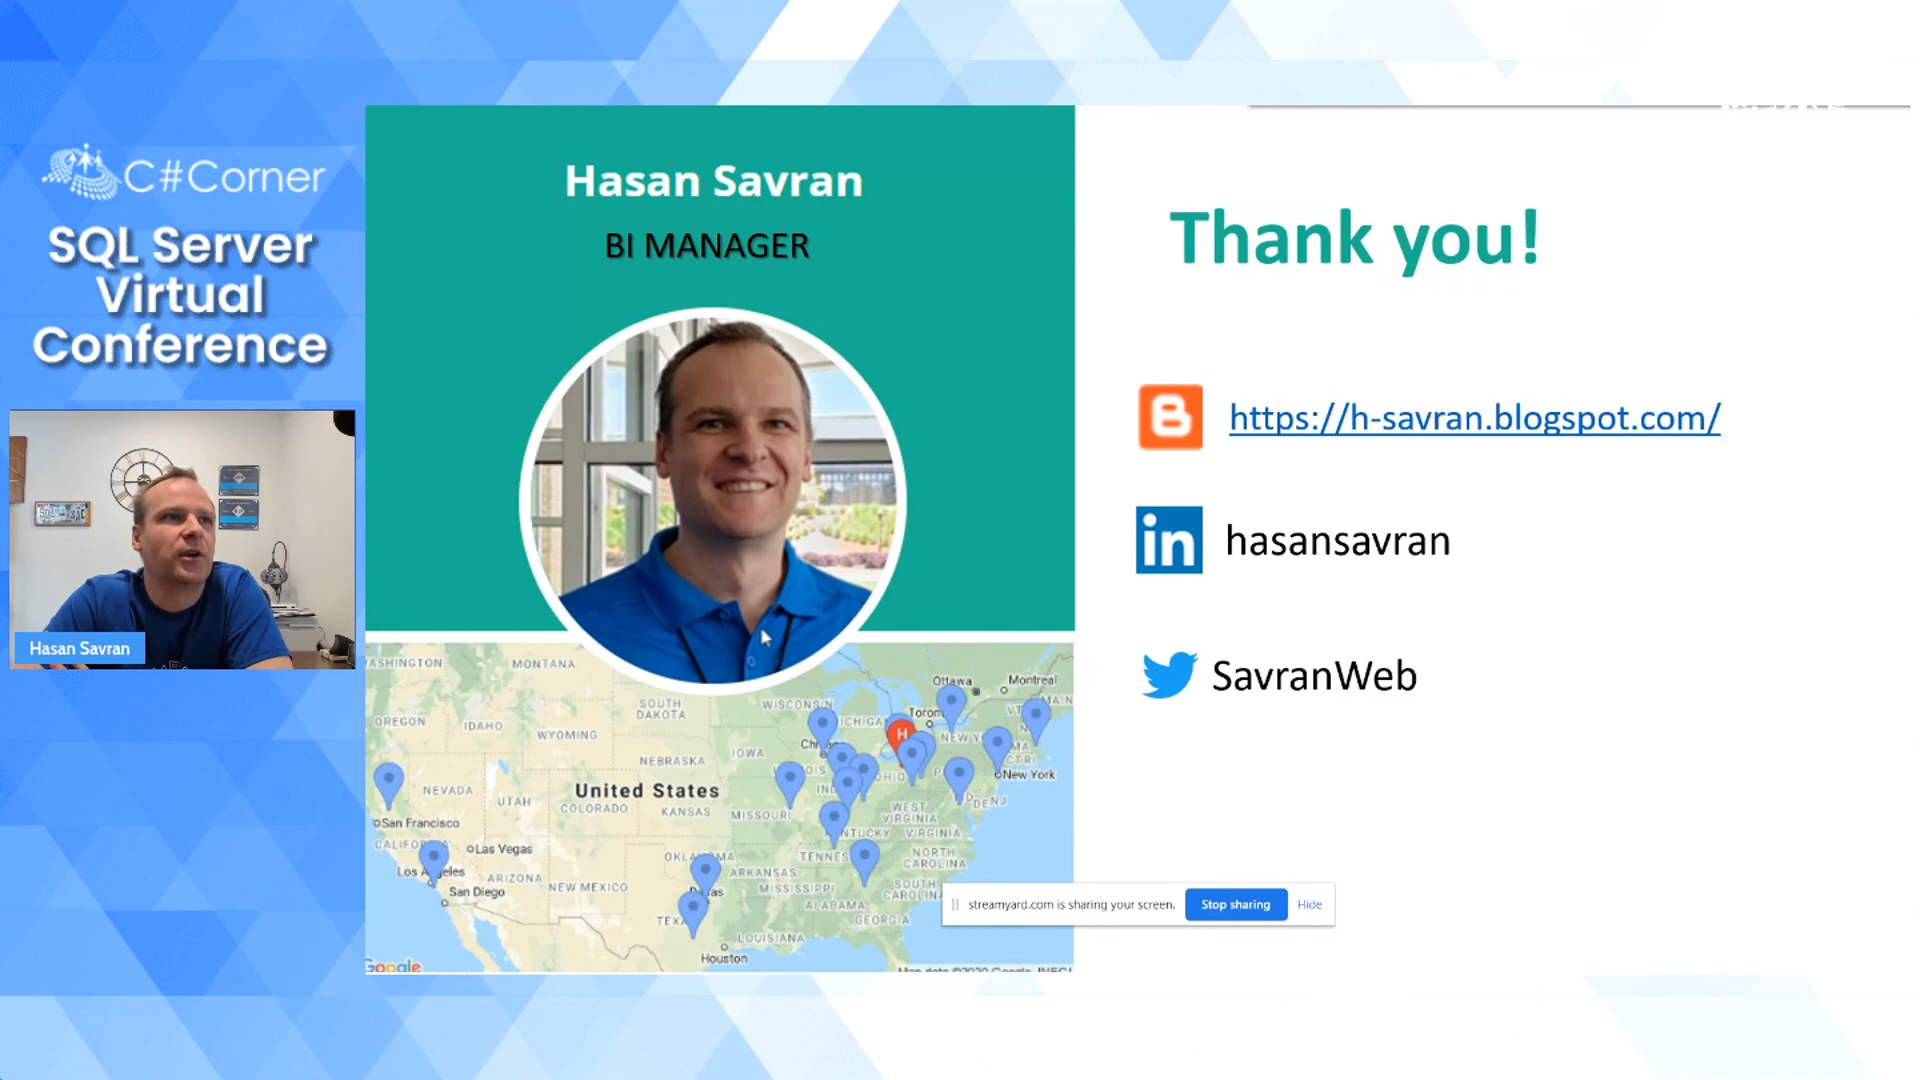 C#Corner
SQL Server
Virtual
Conference
Hasan Savran
Hasan Savran
BI MANAGER
Thank you!
https://h-savran.blogspot.com/
in hasansavran
SavranWeb
MONTANA
Ottawa
Montreal
OREGON
IDAHO
SOUTH
DAKOTA
WISCONSIN
WYOMING
IOWA
NEBRASKA
NEVADA
UTAH
United States
COLORADO
KANSAS
MISSOURI
WEST
VIRGINIA
VIRGINIA
New York
San Francisco
Las Vegas
ARIZONA
NEW MEXICO
ARKANSAS
MISSISSIPPI
NORTH
CAROLINA
San Diego
ALABAMA
GEORGIA
LOUISIANA
Houston
Google
H
streamyard.com is sharing your screen.
Stop sharing
Hide